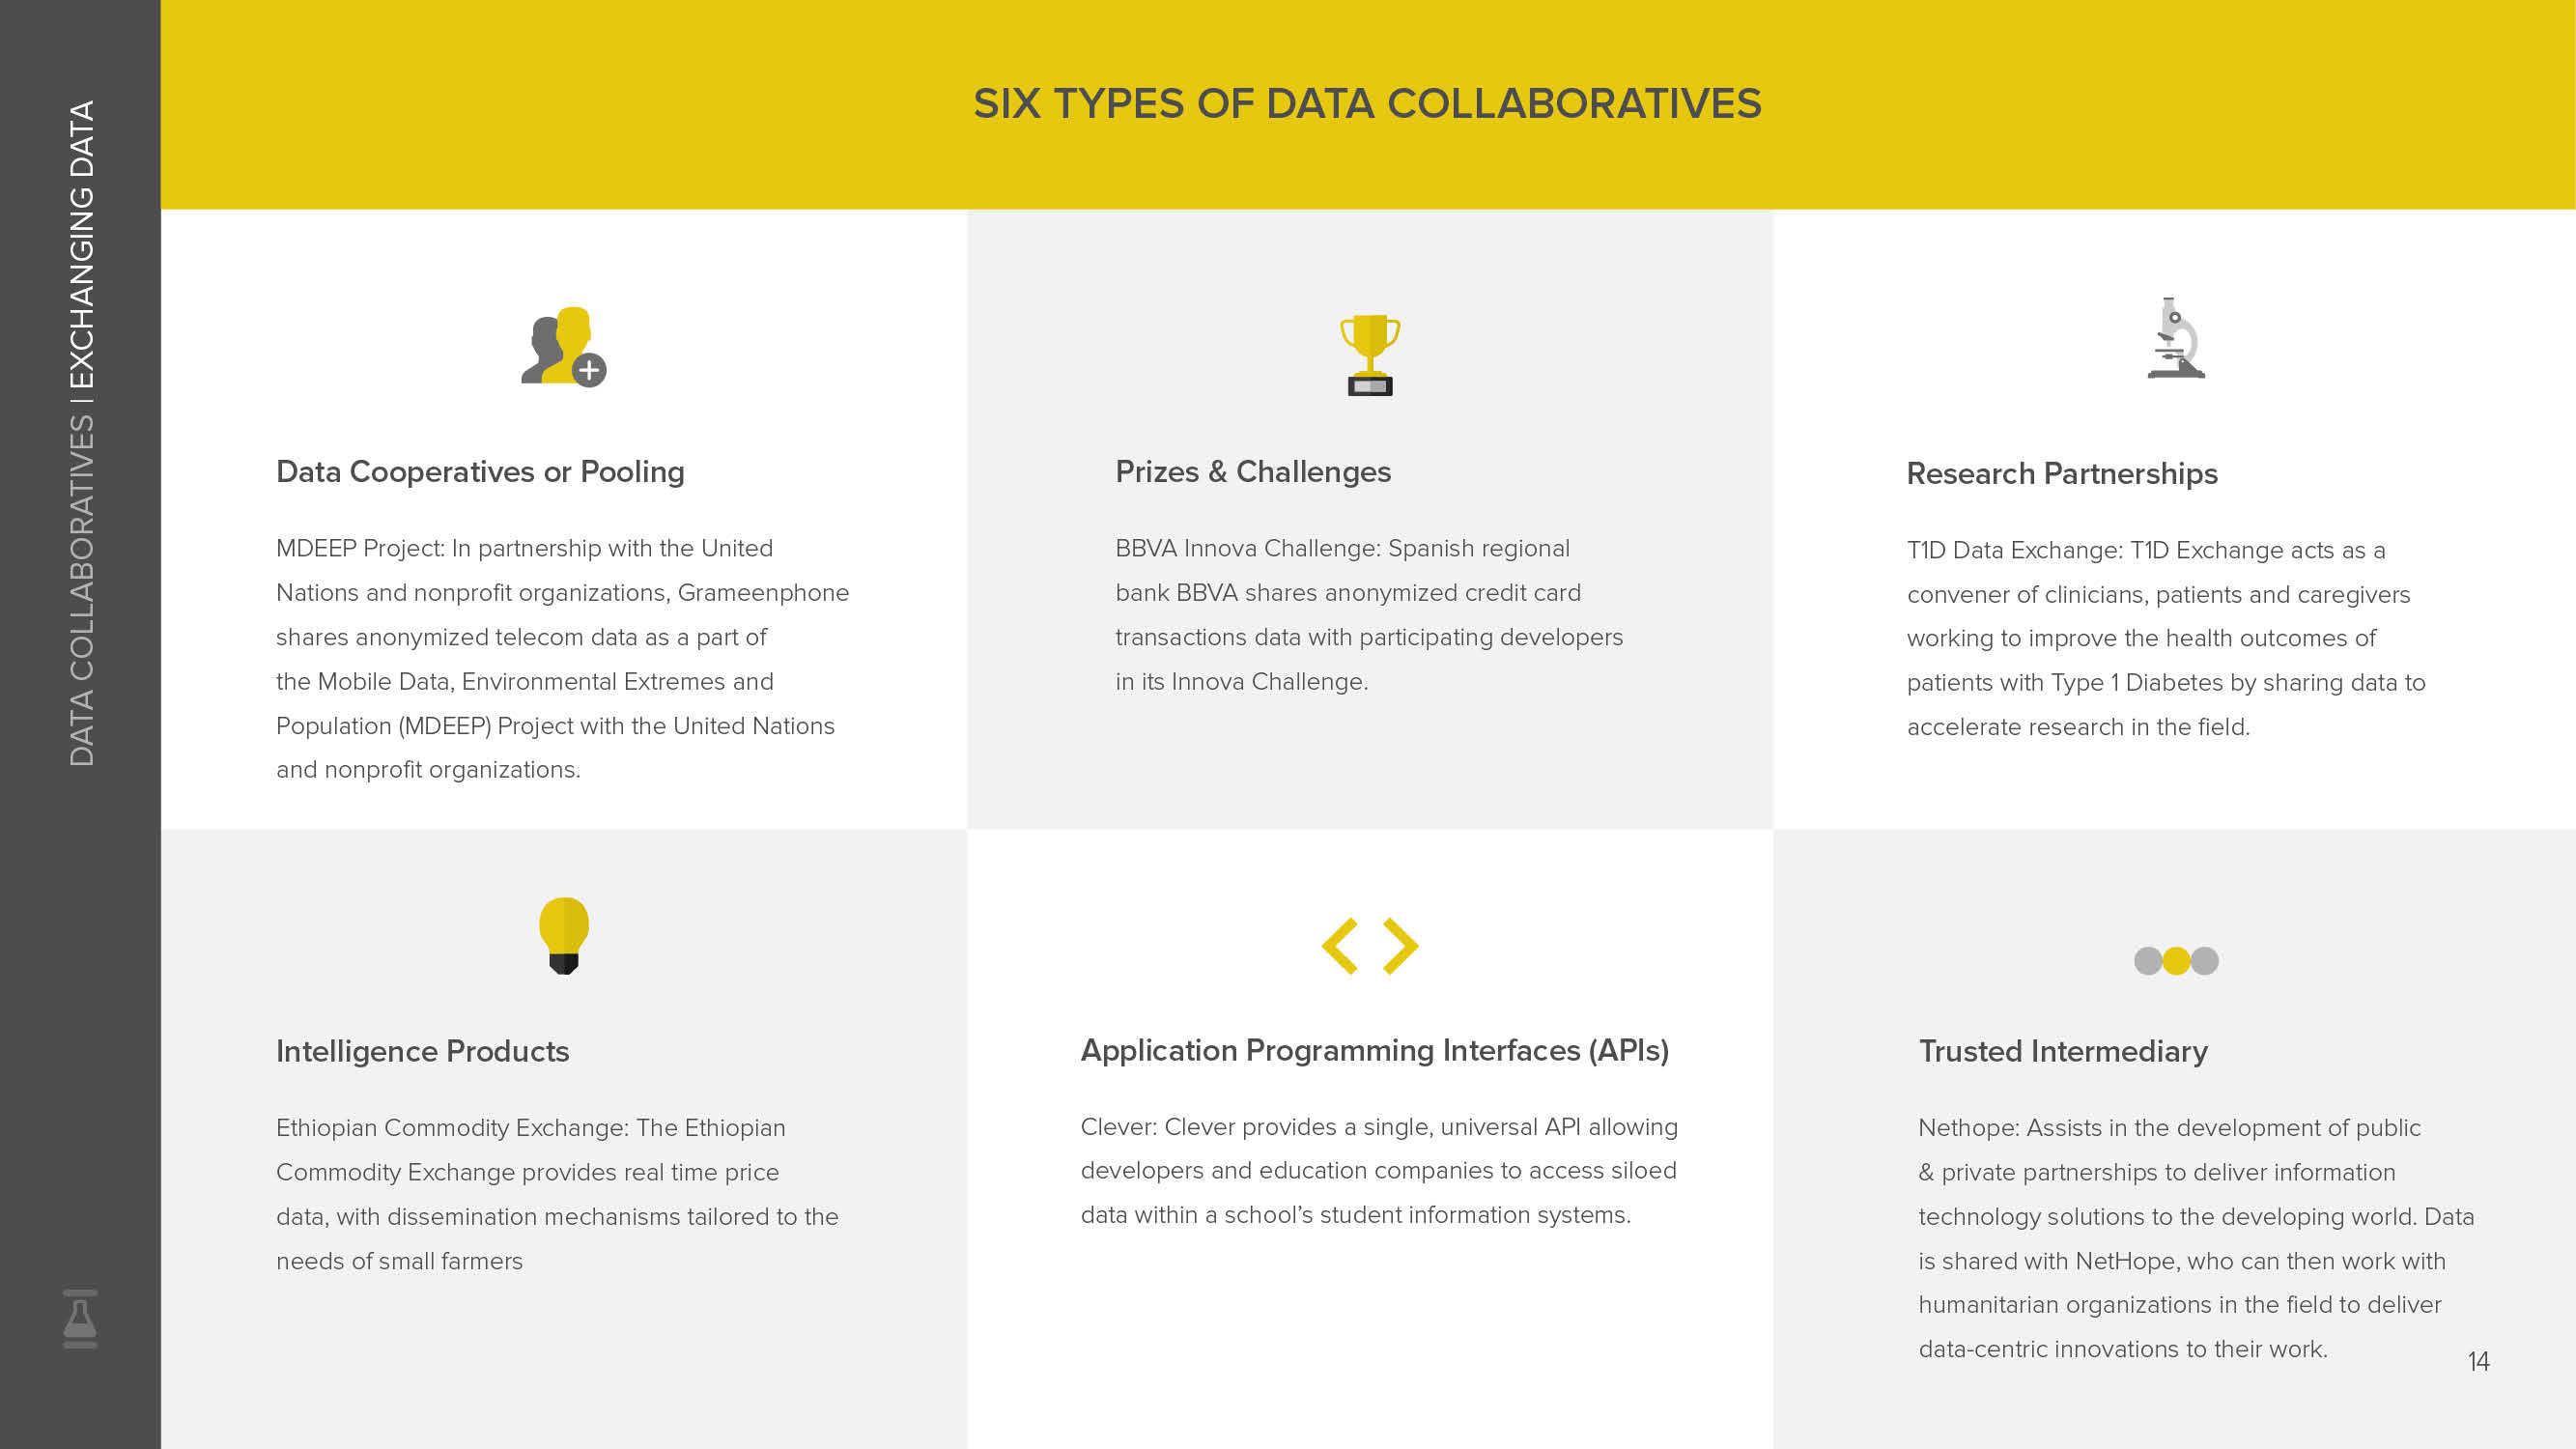 DATA COLLABORATIVES | EXCHANGING DATA
SIX TYPES OF DATA COLLABORATIVES
Data Cooperatives or Pooling
MDEEP Project: In partnership with the United
Nations and nonprofit organizations, Grameenphone
shares anonymized telecom data as a part of
the Mobile Data, Environmental Extremes and
Population (MDEEP) Project with the United Nations
and nonprofit organizations.
Prizes & Challenges
BBVA Innova Challenge: Spanish regional
bank BBVA shares anonymized credit card
transactions data with participating developers
in its Innova Challenge.
Research Partnerships
T1D Data Exchange: T1D Exchange acts as a
convener of clinicians, patients and caregivers
working to improve the health outcomes of
patients with Type 1 Diabetes by sharing data to
accelerate research in the field.
Intelligence Products
Ethiopian Commodity Exchange: The Ethiopian
Commodity Exchange provides real time price
data, with dissemination mechanisms tailored to the
needs of small farmers
Application Programming Interfaces (APIs)
Clever: Clever provides a single, universal API allowing
developers and education companies to access siloed
data within a school’s student information systems.
Trusted Intermediary
Nethope: Assists in the development of public
& private partnerships to deliver information
technology solutions to the developing world. Data
is shared with NetHope, who can then work with
humanitarian organizations in the field to deliver
data-centric innovations to their work.
14